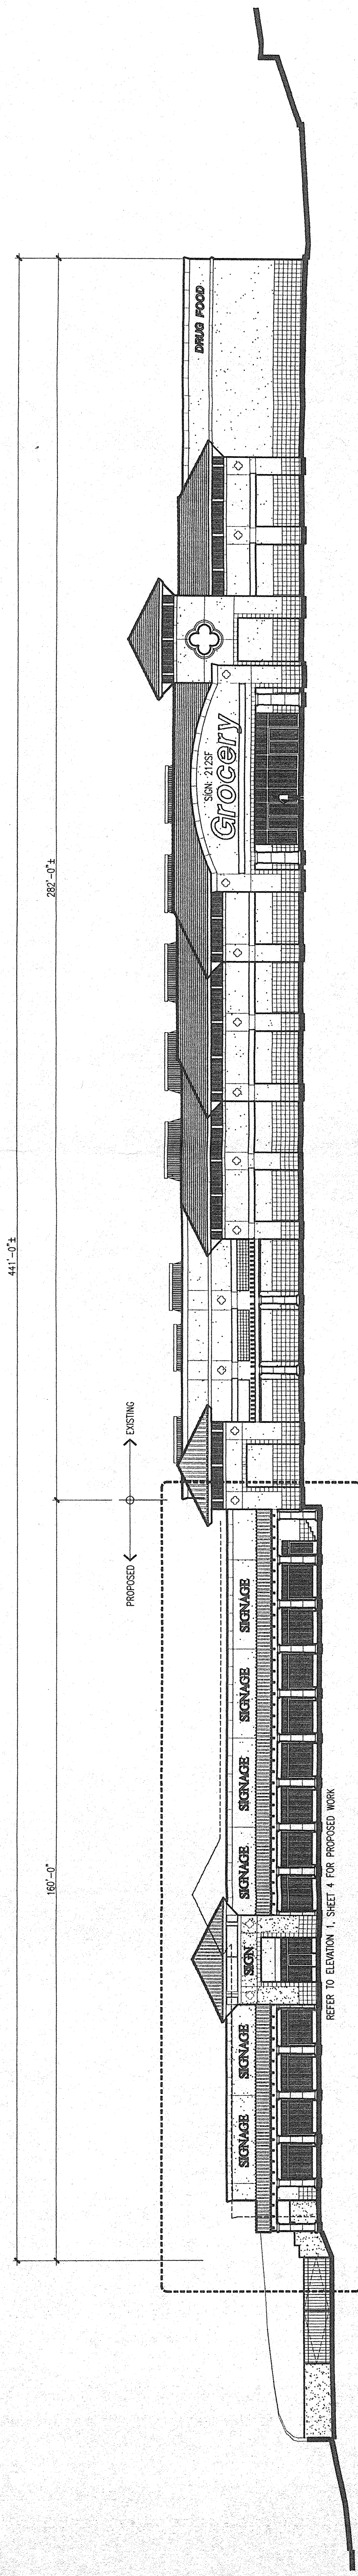 441'-0"±
160'-0"
282'-0"±
PROPOSED
EXISTING
DRUG FOOD
SIGN: 212SF
Grocery
SIGNAGE
SIGNAGE
SIGN
SIGNAGE
SIGNAGE
SIGNAGE
SIGNAGE
REFER TO ELEVATION 1, SHEET 4 FOR PROPOSED WORK